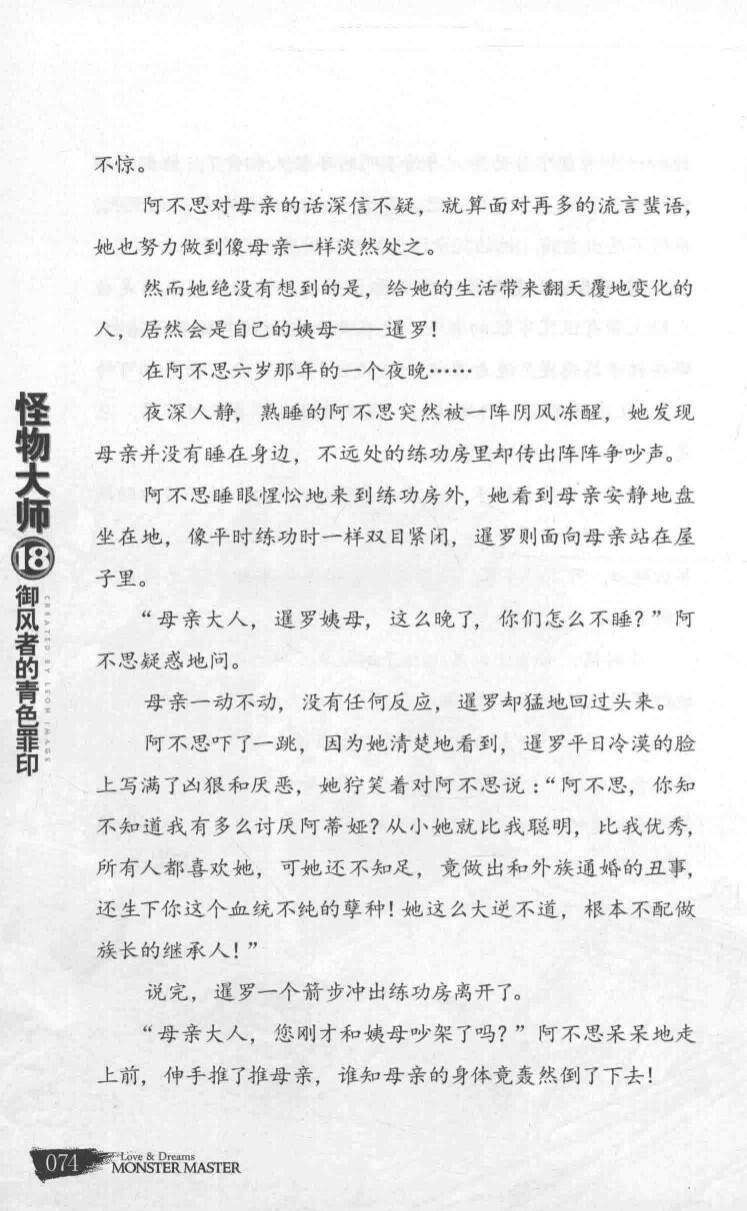 不惊。
阿不思对母亲的话深信不疑，就算面对再多的流言蜚语，
她也努力做到像母亲一样淡然处之。
然而她绝没有想到的是，给她的生活带来翻天覆地变化的
人，居然会是自己的姨母——暹罗！
在阿不思六岁那年的一个夜晚……
夜深人静，熟睡的阿不思突然被一阵阴风冻醒，她发现
母亲并没有睡在身边，不远处的练功房里却传出阵阵争吵声。
阿不思睡眼惺忪地来到练功房外，她看到母亲安静地盘
坐在地，像平时练功时一样双目紧闭，暹罗则面向母亲站在屋
子里。
“母亲大人，暹罗姨母，这么晚了，你们怎么不睡？”阿
不思疑惑地问。
母亲一动不动，没有任何反应，暹罗却猛地回过头来。
阿不思吓了一跳，因为她清楚地看到，暹罗平日冷漠的脸
上写满了凶狠和厌恶，她狞笑着对阿不思说：“阿不思，你知
不知道我有多么讨厌阿蒂娅？从小她就比我聪明，比我优秀，
所有人都喜欢她，可她还不知足，竟做出和外族通婚的丑事，
还生下你这个血统不纯的孽种！她这么大逆不道，根本不配做
族长的继承人！”
说完，暹罗一个箭步冲出练功房离开了。
“母亲大人，您刚才和姨母吵架了吗？”阿不思呆呆地走
上前，伸手推了推母亲，谁知母亲的身体竟轰然倒了下去！
怪物大师
18
御风者的青色罪印
CREATED BY LEON IMAGE
074
Love & Dreams
MONSTER MASTER